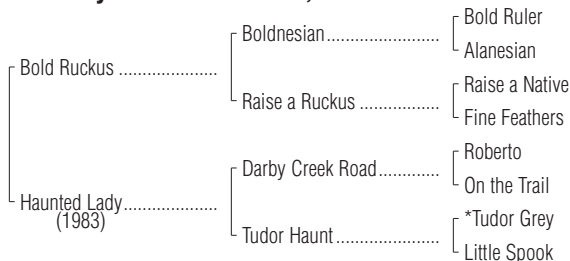 Bold Ruler
Boldnesian
Alanesian
Bold Ruckus
Raise a Native
Raise a Ruckus
Fine Feathers
Roberto
Darby Creek Road
On the Trail
Haunted Lady
(1983)
*Tudor Grey
Tudor Haunt
Little Spook